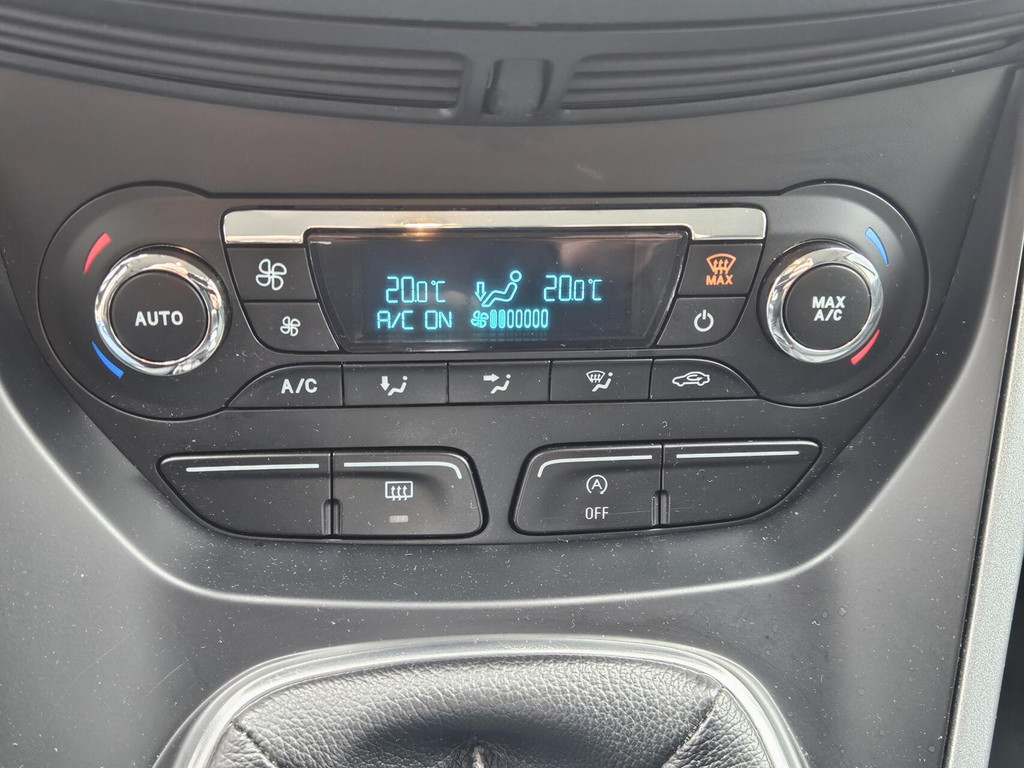 MAX
20.0°C 20.0°C
A/C ON
AUTO
MAX
A/C
A/C
A
OFF